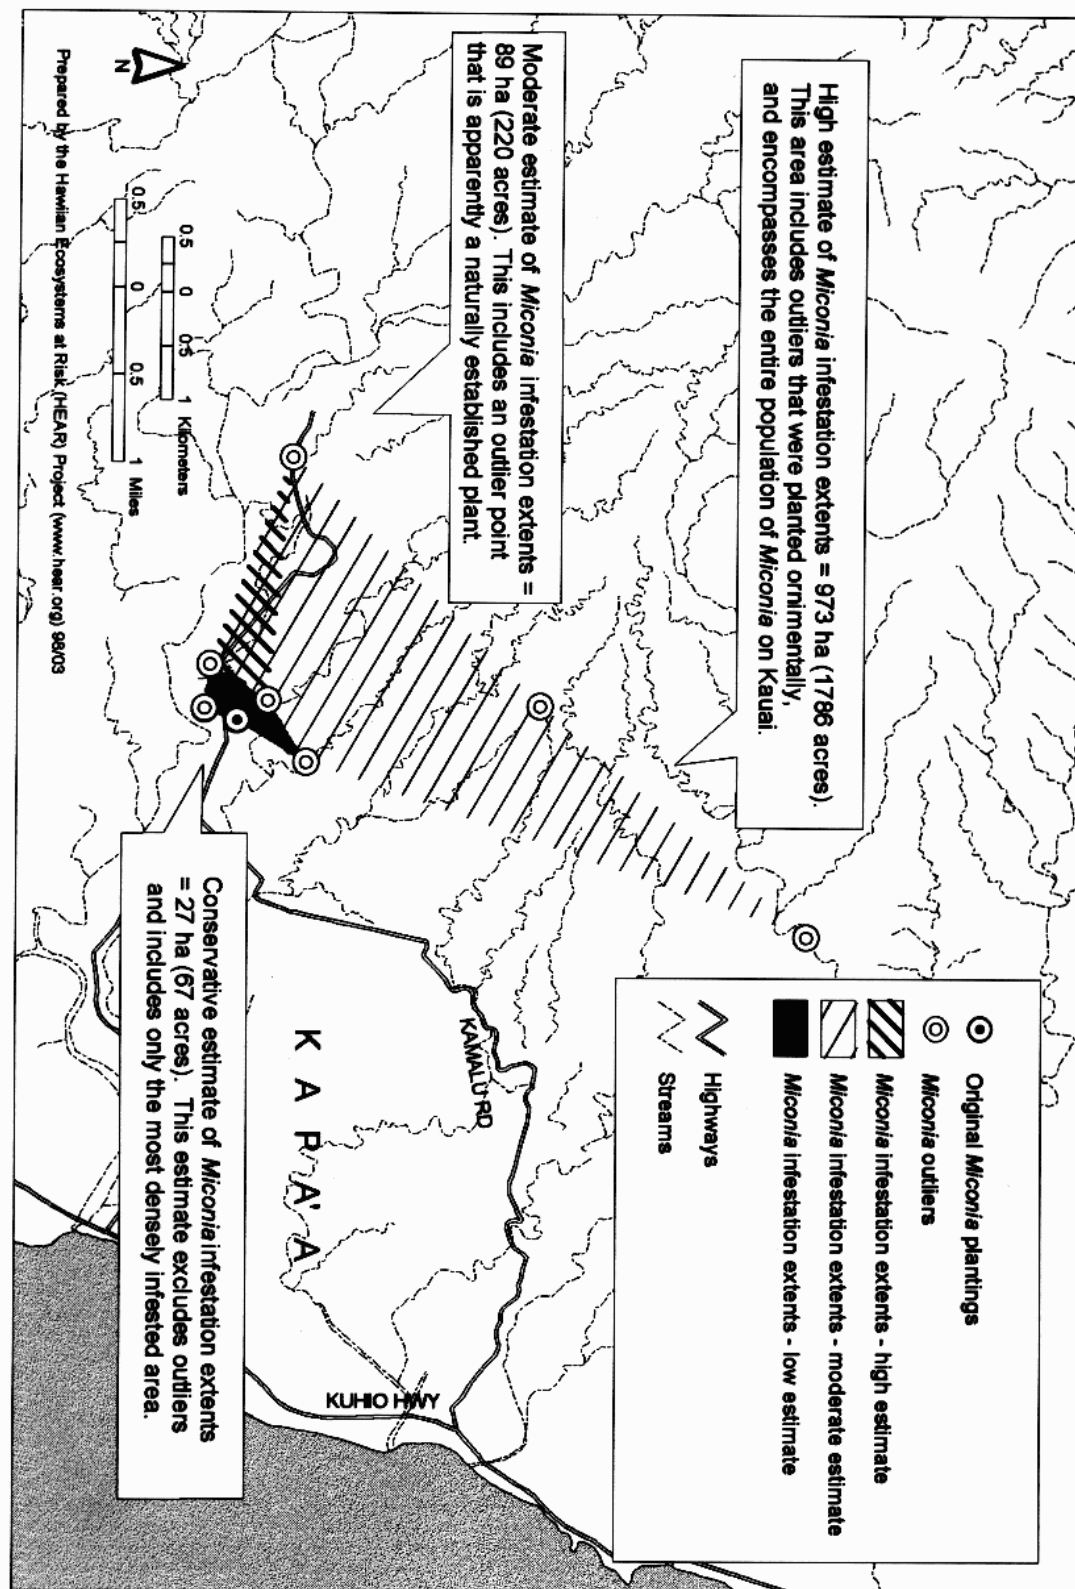 High estimate of Miconia infestation extents = 973 ha (1786 acres).
This area includes outliers that were planted ornimentally,
and encompasses the entire population of Miconia on Kauai.
Moderate estimate of Miconia infestation extents =
89 ha (220 acres). This includes an outlier point
that is apparently a naturally established plant.
Original Miconia plantings
Miconia outliers
Miconia infestation extents - high estimate
Miconia infestation extents - moderate estimate
Miconia infestation extents - low estimate
Highways
Streams
KAMALU RD
KAPA'A
KUHIO HWY
Conservative estimate of Miconia infestation extents
= 27 ha (67 acres). This estimate excludes outliers
and includes only the most densely infested area.
N
0.5 0 0.5 1 Kilometers
0.5 0 0.5 1 Miles
Prepared by the Hawiian Ecosystems at Risk (HEAR) Project (www.hear.org) 98/03